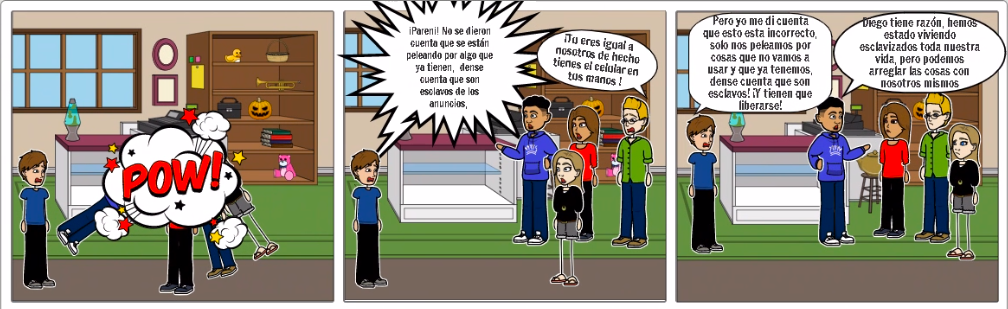 POW!
¡Paren¡! No se dieron
cuenta que se están
peleando por algo que
ya tienen, dense
cuenta que son
esclavos de los
anuncios,
¡Tu eres igual a
nosotros de hecho
tienes el celular en
tus manos !
Pero yo me di cuenta
que esto esta incorrecto,
solo nos peleamos por
cosas que no vamos a
usar y que ya tenemos,
dense cuenta que son
esclavos! ¡Y tienen que
liberarse!
Diego tiene razón, hemos
estado viviendo
esclavizados toda nuestra
vida, pero podemos
arreglar las cosas con
nosotros mismos